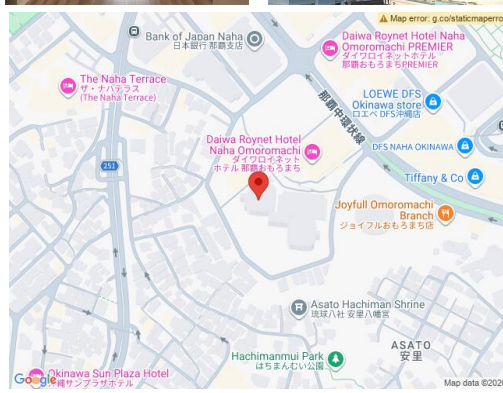 Map error: g.co/staticmaperro
Bank of Japan Naha
日本銀行 那覇支店
Daiwa Roynet Hotel Naha
Omoromachi PREMIER
ダイワロイネットホテル
那覇おもろまちPREMIER
The Naha Terrace
ザ・ナハテラス
(The Naha Terrace)
LOEWE DFS
Okinawa store
ロエベ DFS沖縄店
那覇中環状線
Daiwa Roynet Hotel
Naha Omoromachi
ダイワロイネット
ホテル 那覇おもろまち
DFS NAHA OKINAWA
251
Tiffany & Co
Joyfull Omoromachi
Branch
ジョイフルおもろまち店
Asato Hachiman Shrine
琉球八社 安里八幡宮
ASATO
安里
Hachimanmui Park
はちまんむい公園
Okinawa Sun Plaza Hotel
沖縄サンプラザホテル
Google
Map data ©2026